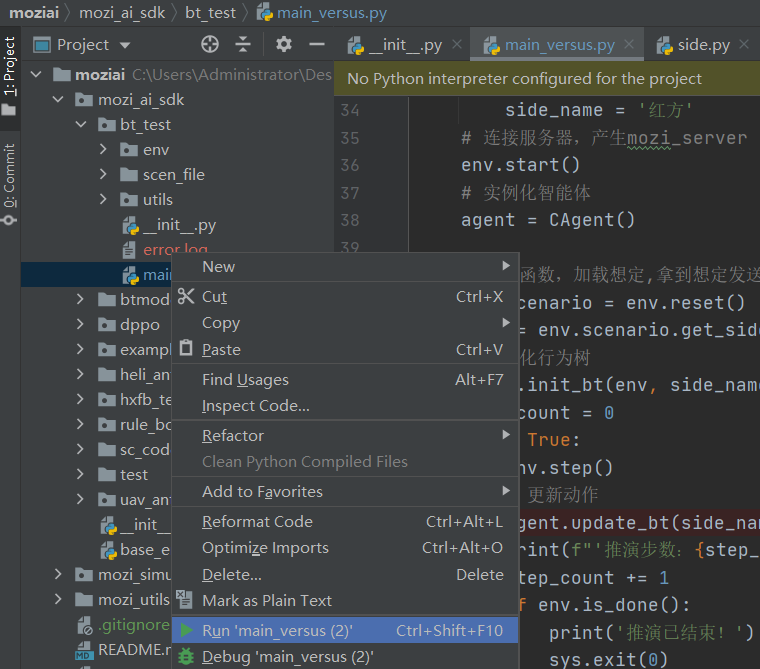 moziai mozi_ai_sdk bt_test main_versus.py
Project __init__.py main_versus.py side.py
1: Project
0: Commit
moziai C:\Users\Administrator\Des
mozi_ai_sdk
bt_test
env
scen_file
utils
__init__.py
error.log
mai
btmod
dppo
exampl
heli_an
hxfb_te
rule_bo
sc_cod
test
uav_an
__init_
base_e
mozi_simu
mozi_utils
.gitignore
README.r
No Python interpreter configured for the project
34 side_name = '红方'
35 # 连接服务器，产生mozi_server
36 env.start()
37 # 实例化智能体
38 agent = CAgent()
39
函数，加载想定,拿到想定发送
cenario = env.reset()
= env.scenario.get_sid
化行为树
.init_bt(env, side_nam
count = 0
True:
nv.step()
更新动作
gent.update_bt(side_na
rint(f"'推演步数: {step_
tep_count += 1
f env.is_done():
print('推演已结束！')
sys.exit(0)
New
Cut Ctrl+X
Copy
Paste Ctrl+V
Find Usages Alt+F7
Inspect Code...
Refactor
Clean Python Compiled Files
Add to Favorites
Reformat Code Ctrl+Alt+L
Optimize Imports Ctrl+Alt+O
Delete... Delete
Mark as Plain Text
Run 'main_versus (2)' Ctrl+Shift+F10
Debug 'main_versus (2)'